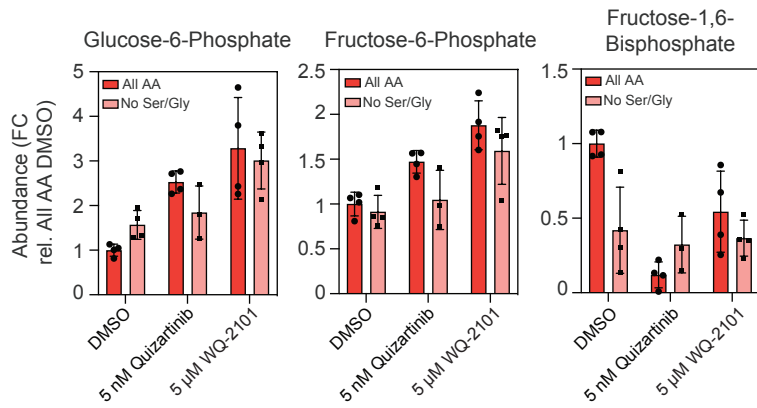 Glucose-6-Phosphate
Fructose-6-Phosphate
Fructose-1,6-
Bisphosphate
Abundance (FC
rel. All AA DMSO)
5
4
3
2
1
0
All AA
No Ser/Gly
DMSO
5 nM Quizartinib
5 µM WQ-2101
2.5
2
1.5
1
0.5
0
All AA
No Ser/Gly
DMSO
5 nM Quizartinib
5 µM WQ-2101
1.5
1
0.5
0
All AA
No Ser/Gly
DMSO
5 nM Quizartinib
5 µM WQ-2101